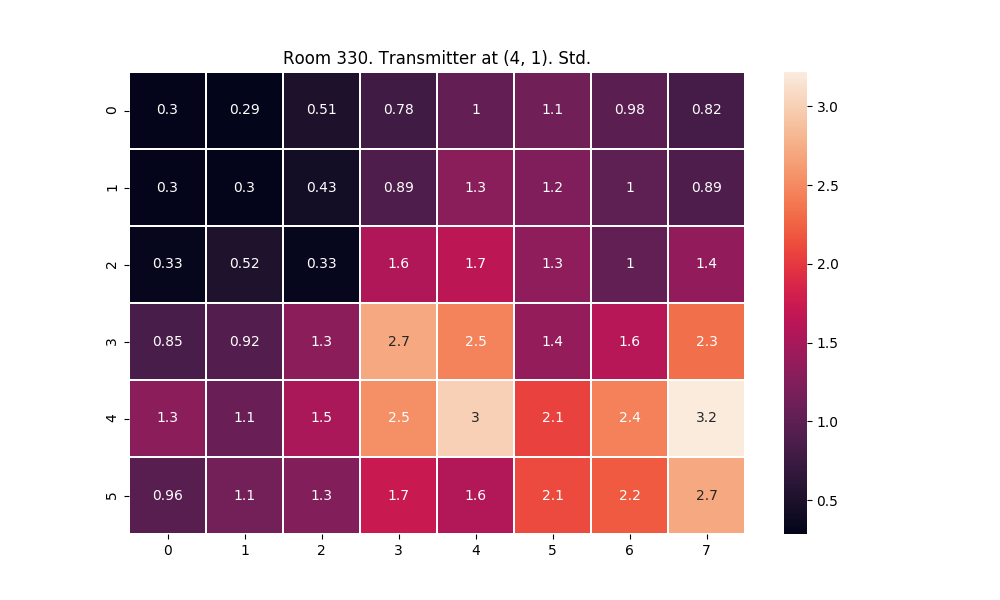 Room 330. Transmitter at (4, 1). Std.
0 0.3 0.29 0.51 0.78 1 1.1 0.98 0.82
1 0.3 0.3 0.43 0.89 1.3 1.2 1 0.89
2 0.33 0.52 0.33 1.6 1.7 1.3 1 1.4
3 0.85 0.92 1.3 2.7 2.5 1.4 1.6 2.3
4 1.3 1.1 1.5 2.5 3 2.1 2.4 3.2
5 0.96 1.1 1.3 1.7 1.6 2.1 2.2 2.7
0 1 2 3 4 5 6 7
3.0
2.5
2.0
1.5
1.0
0.5